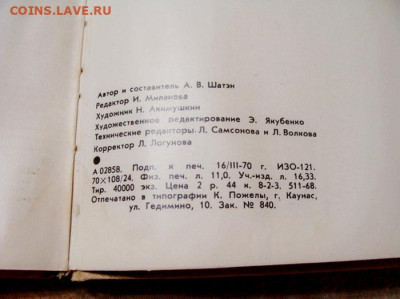 COINS.LAVE.RU
Автор и составитель А. В. Шатэн
Редактор И. Миланова
Художник Н. Акимушкин
Художественное редактирование Э. Якубенко
Технические редакторы Л. Самсонова и Л. Волкова
Корректор Л. Логунова
А 02858. Подп. к печ. 16/III-70 г. ИЗО-121.
70×108/24. Физ. печ. л. 11,0. Уч.-изд. л. 16,33.
Тир. 40000 экз. Цена 2 р. 44 к. 8-2-3. 511-68.
Отпечатано в типографии К. Пожелы, г. Каунас,
ул. Гедимино, 10. Зак. № 840.